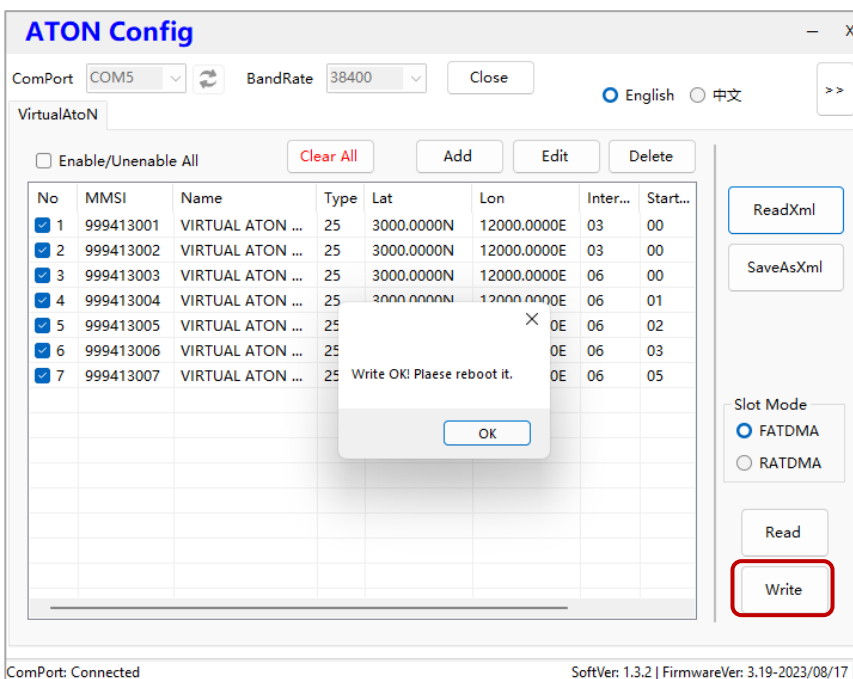 ATON Config
ComPort COM5 BandRate 38400 Close English 中文 >>
VirtualAtoN
Enable/Unenable All Clear All Add Edit Delete
No MMSI Name Type Lat Lon Inter... Start...
1 999413001 VIRTUAL ATON ... 25 3000.0000N 12000.0000E 03 00
2 999413002 VIRTUAL ATON ... 25 3000.0000N 12000.0000E 03 00
3 999413003 VIRTUAL ATON ... 25 3000.0000N 12000.0000E 06 00
4 999413004 VIRTUAL ATON ... 25 3000.0000N 12000.0000E 06 01
5 999413005 VIRTUAL ATON ... 25 0E 06 02
6 999413006 VIRTUAL ATON ... 25 0E 06 03
7 999413007 VIRTUAL ATON ... 25 0E 06 05
Write OK! Plaese reboot it.
OK
ReadXml
SaveAsXml
Slot Mode
FATDMA
RATDMA
Read
Write
ComPort: Connected SoftVer: 1.3.2 | FirmwareVer: 3.19-2023/08/17